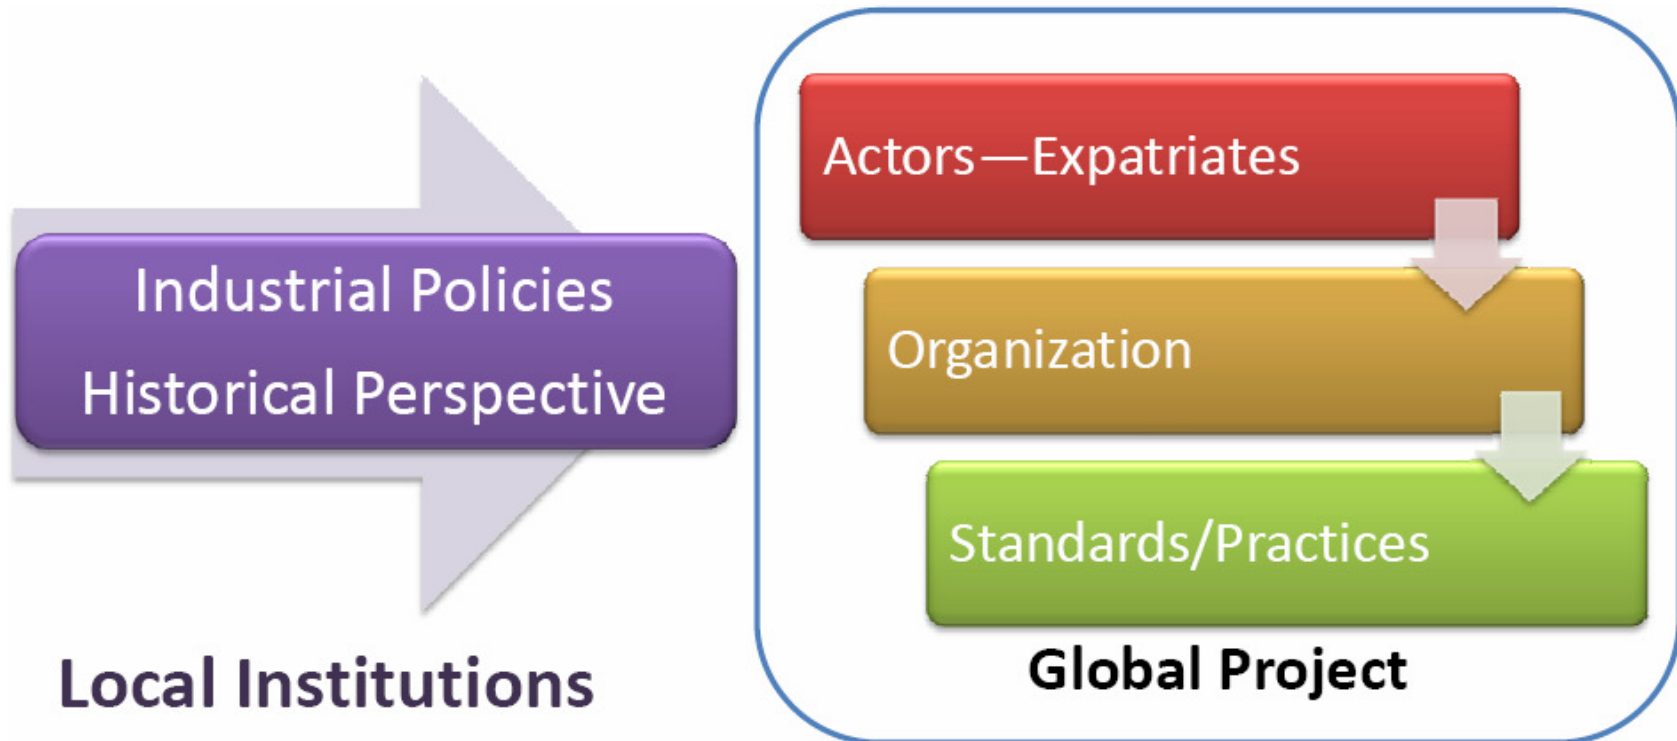 Industrial Policies
Historical Perspective
Local Institutions
Actors—Expatriates
Organization
Standards/Practices
Global Project